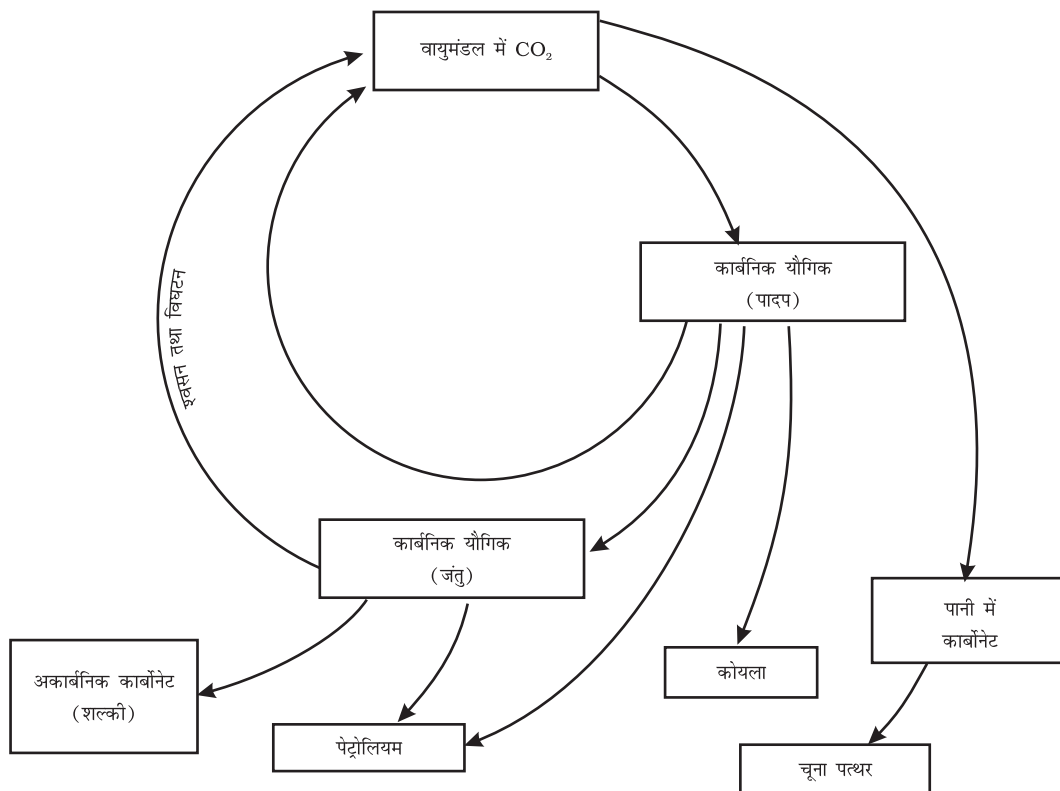 वायुमंडल में CO₂
कार्बनिक यौगिक
(पादप)
श्वसन तथा विघटन
कार्बनिक यौगिक
(जंतु)
पानी में
कार्बोनेट
अकार्बनिक कार्बोनेट
(शल्की)
कोयला
पेट्रोलियम
चूना पत्थर